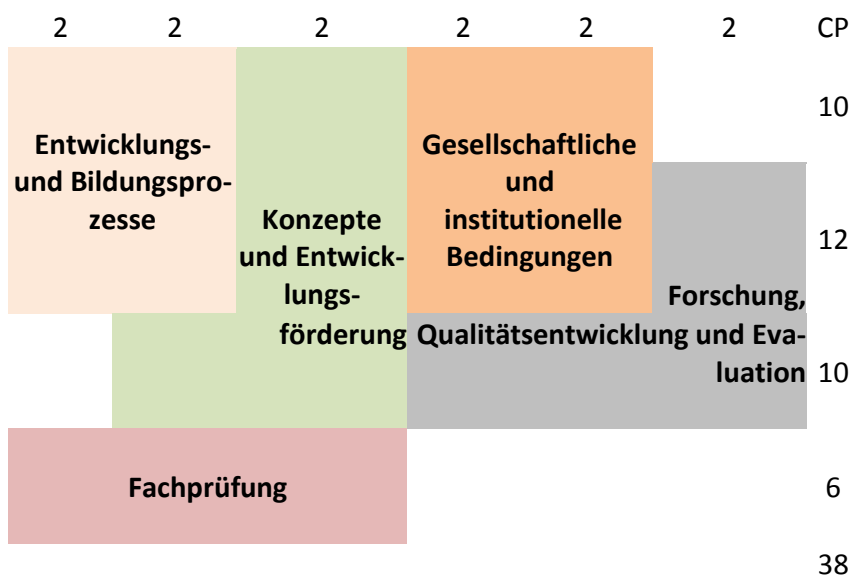 2 2 2 2 2 2 CP
10
Entwicklungs-
und Bildungspro-
zesse
Gesellschaftliche
und
institutionelle
Bedingungen
Konzepte
und Entwick-
lungs-
förderung
12
Forschung,
Qualitätsentwicklung und Eva-
luation
10
Fachprüfung
6
38